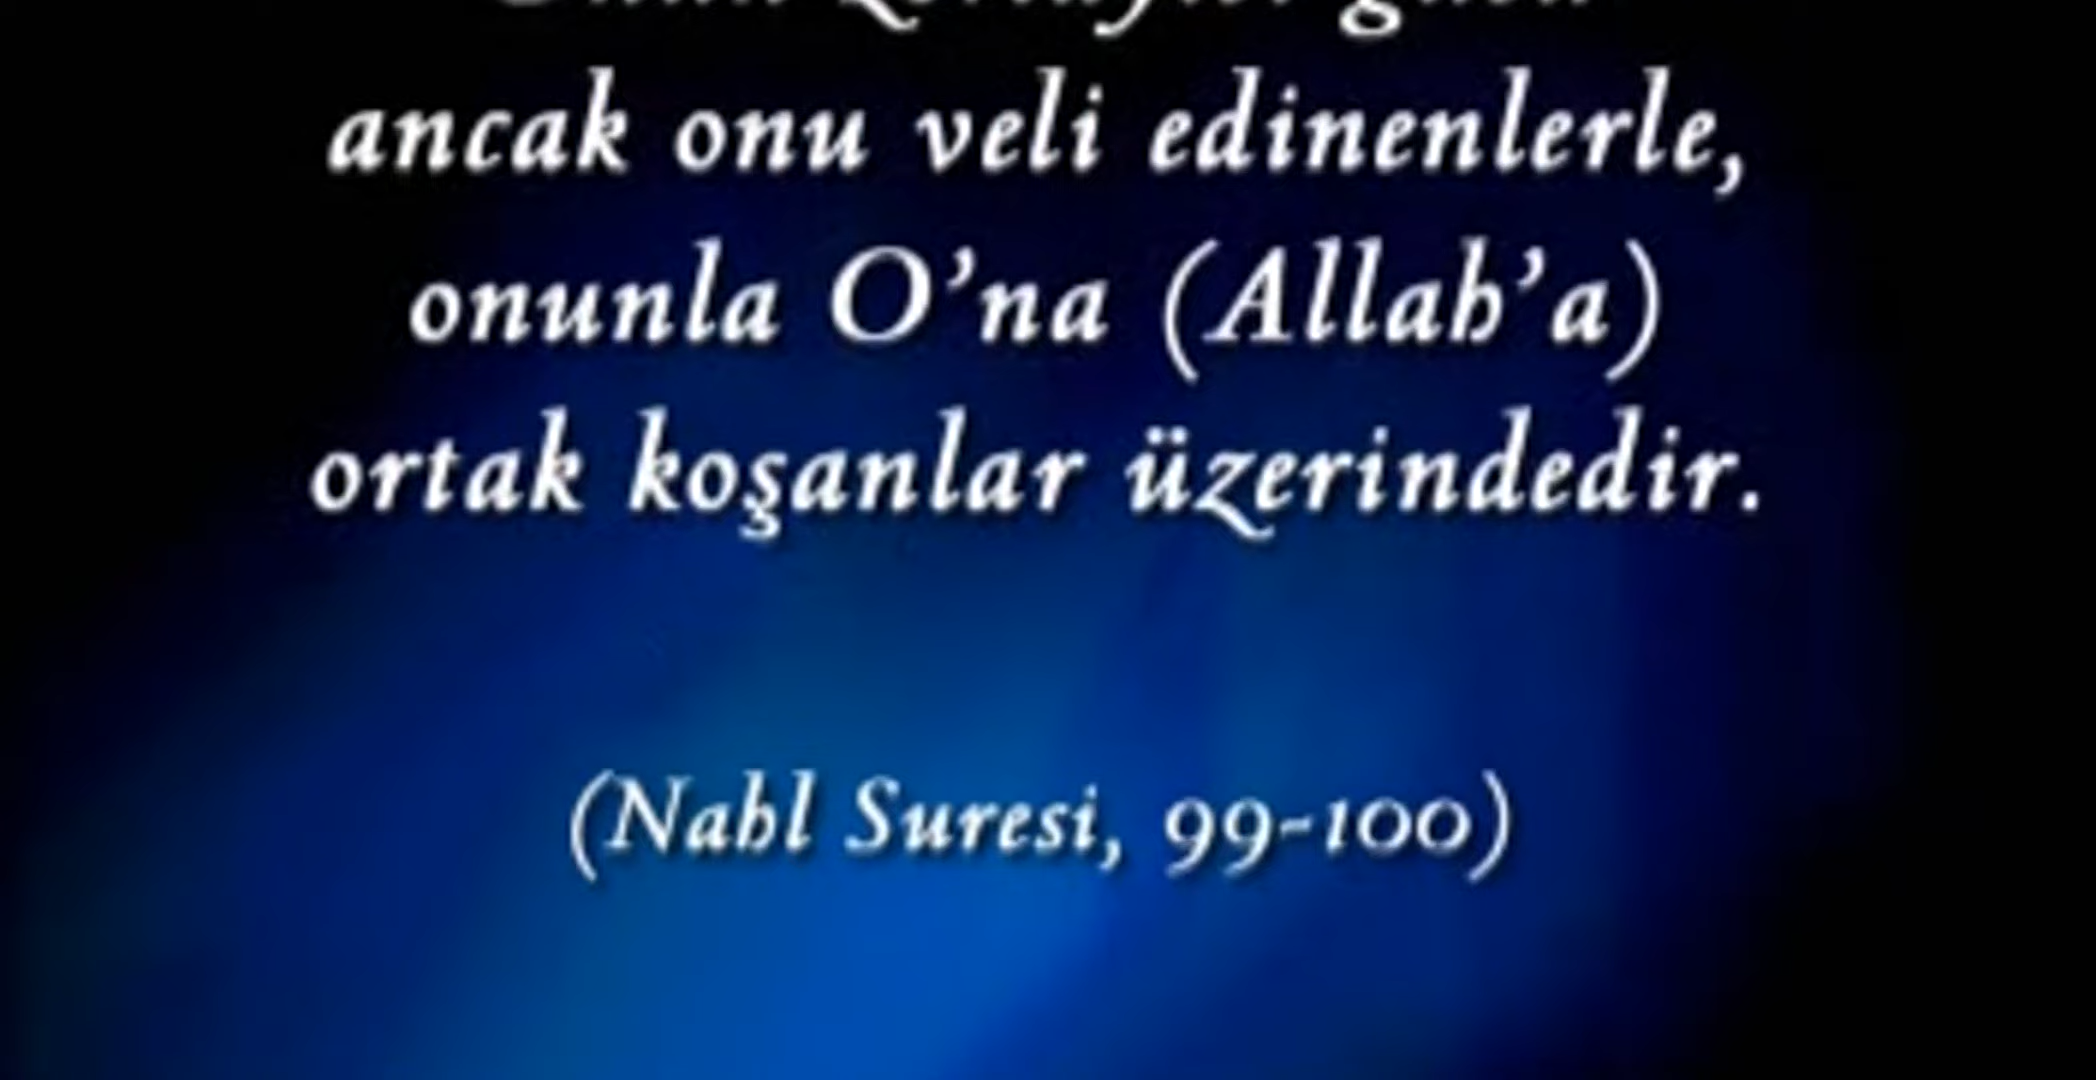 ancak onu veli edinenlerle,
onunla O’na (Allah’a)
ortak koşanlar üzerindedir.
(Nahl Suresi, 99-100)